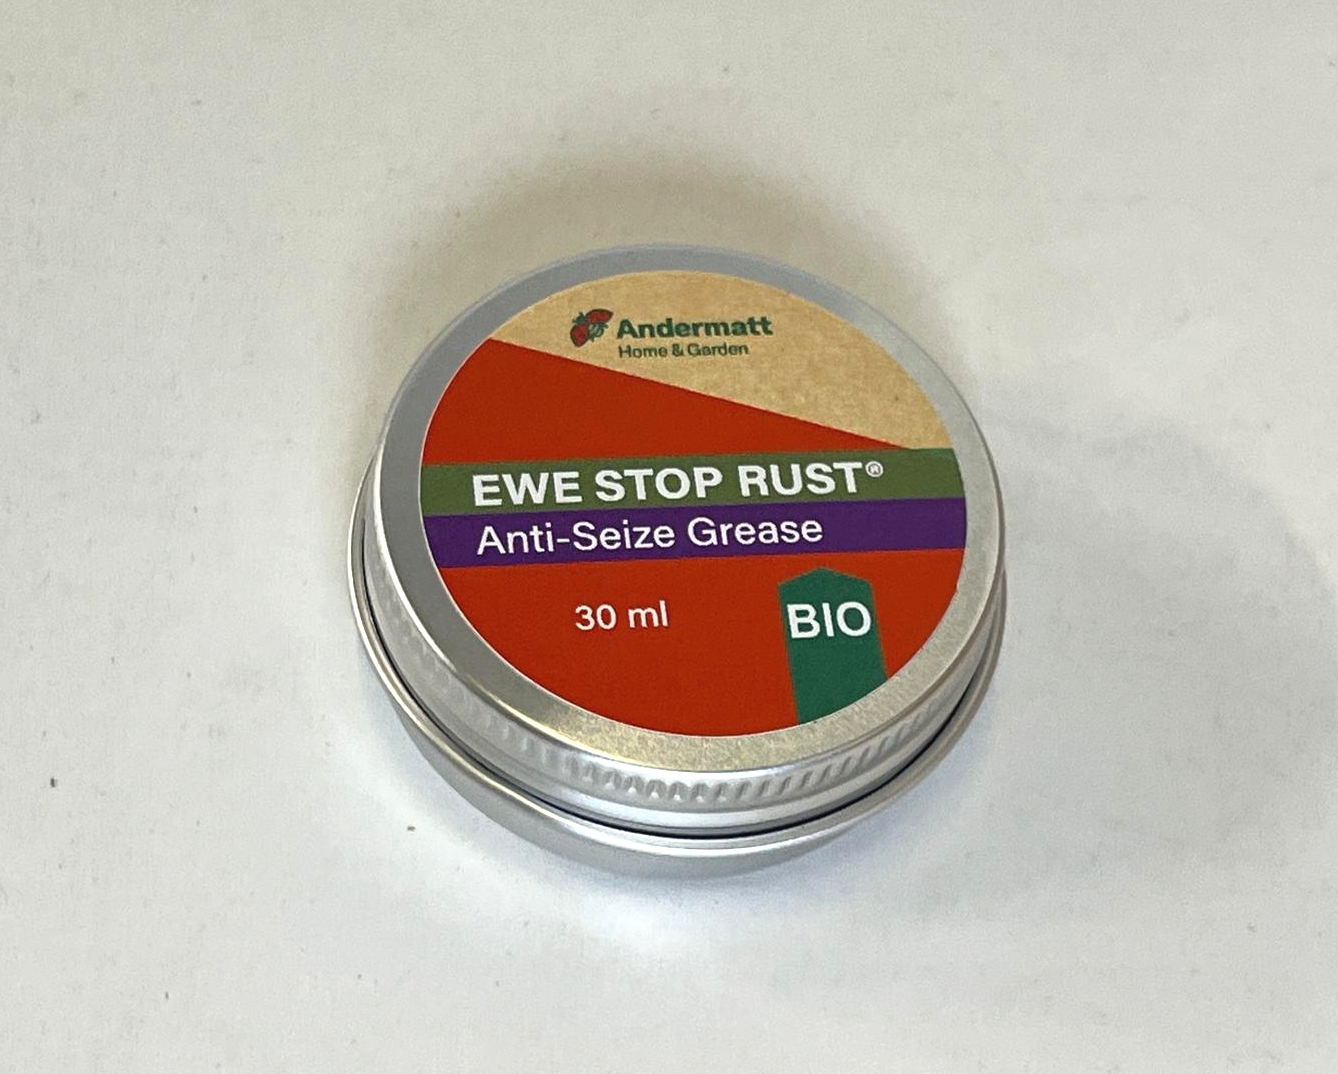 Andermatt
Home & Garden
EWE STOP RUST®
Anti-Seize Grease
30 ml
BIO